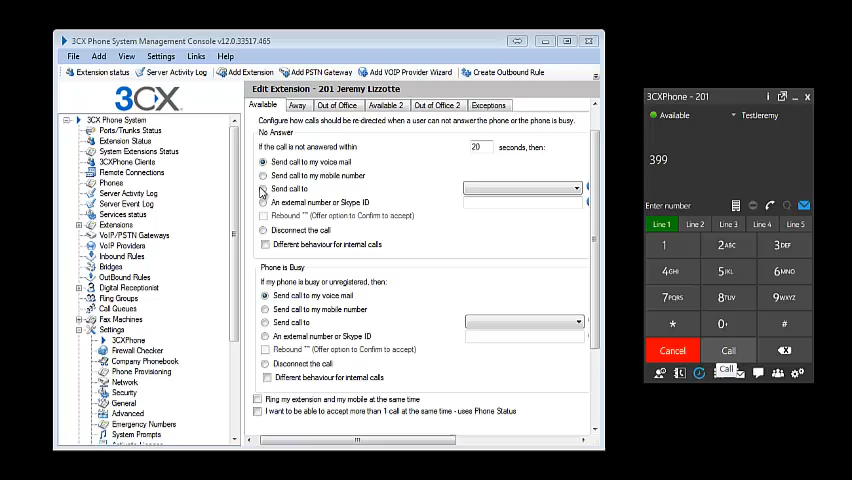 3CX Phone System Management Console v12.0.33517.465
File Add View Settings Links Help
Extension status Server Activity Log Add Extension Add PSTN Gateway Add VOIP Provider Wizard Create Outbound Rule
3CX
3CX Phone System
Ports/Trunks Status
Extension Status
System Extensions Status
3CXPhone Clients
Remote Connections
Phones
Server Activity Log
Server Event Log
Services status
Extensions
VoIP/PSTN Gateways
VoIP Providers
Inbound Rules
Bridges
OutBound Rules
Digital Receptionist
Ring Groups
Call Queues
Fax Machines
Settings
3CXPhone
Firewall Checker
Company Phonebook
Phone Provisioning
Network
Security
General
Advanced
Emergency Numbers
System Prompts
Edit Extension - 201 Jeremy Lizzotte
Available Away Out of Office Available 2 Out of Office 2 Exceptions
Configure how calls should be re-directed when a user can not answer the phone or the phone is busy.
No Answer
If the call is not answered within 20 seconds, then:
Send call to my voice mail
Send call to my mobile number
Send call to
An external number or Skype ID
Rebound "" (Offer option to Confirm to accept)
Disconnect the call
Different behaviour for internal calls
Phone is Busy
If my phone is busy or unregistered, then:
Send call to my voice mail
Send call to my mobile number
Send call to
An external number or Skype ID
Rebound "" (Offer option to Confirm to accept)
Disconnect the call
Different behaviour for internal calls
Ring my extension and my mobile at the same time
I want to be able to accept more than 1 call at the same time - uses Phone Status
3CXPhone - 201
Available Testleremy
399
Enter number
Line 1 Line 2 Line 3 Line 4 Line 5
1 2ABC 3DEF
4GHI 5JKL 6MNO
7PQRS 8TUV 9WXYZ
* 0+ #
Cancel Call
Call